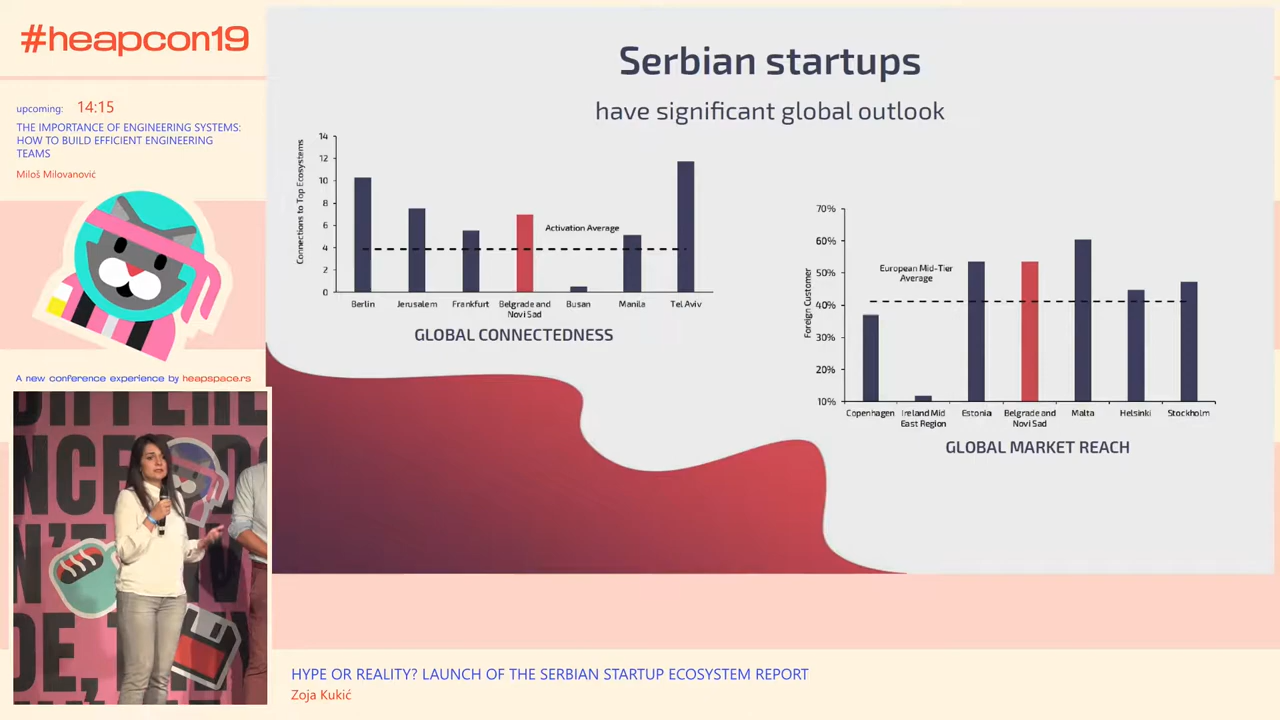 #heapcon19
upcoming: 14:15
THE IMPORTANCE OF ENGINEERING SYSTEMS:
HOW TO BUILD EFFICIENT ENGINEERING
TEAMS
Miloš Milovanović
A new conference experience by heapspace.rs
Serbian startups
have significant global outlook
Connections to Top Ecosystems
14
12
10
8
6
4
2
0
Activation Average
Berlin
Jerusalem
Frankfurt
Belgrade and
Novi Sad
Busan
Manila
Tel Aviv
GLOBAL CONNECTEDNESS
Foreign Customer
70%
60%
50%
40%
30%
20%
10%
European Mid-Tier
Average
Copenhagen
Ireland Mid
East Region
Estonia
Belgrade and
Novi Sad
Malta
Helsinki
Stockholm
GLOBAL MARKET REACH
HYPE OR REALITY? LAUNCH OF THE SERBIAN STARTUP ECOSYSTEM REPORT
Zoja Kukić